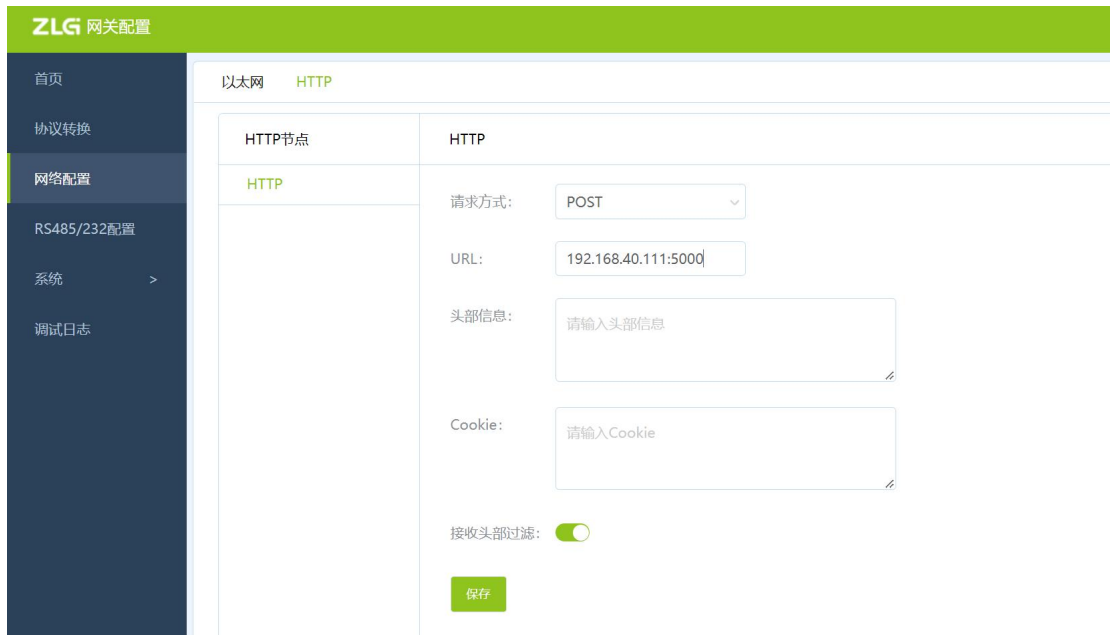 ZLG 网关配置
首页
协议转换
网络配置
RS485/232配置
系统 >
调试日志
以太网 HTTP
HTTP节点
HTTP
HTTP
请求方式: POST
URL: 192.168.40.111:5000
头部信息: 请输入头部信息
Cookie: 请输入Cookie
接收头部过滤:
保存